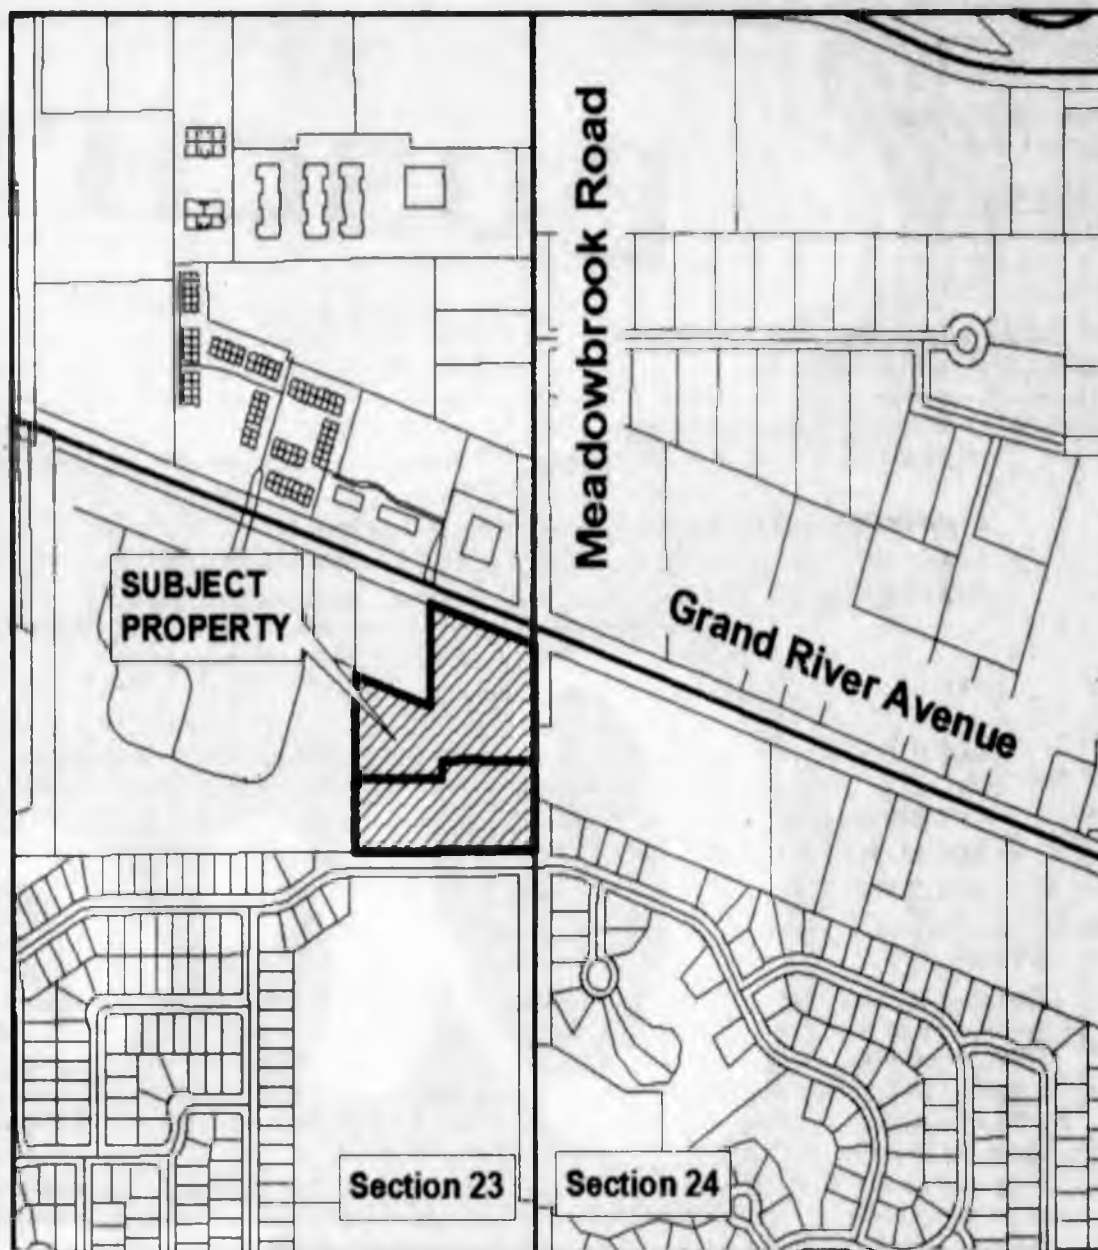 Meadowbrook Road
SUBJECT
PROPERTY
Grand River Avenue
Section 23
Section 24